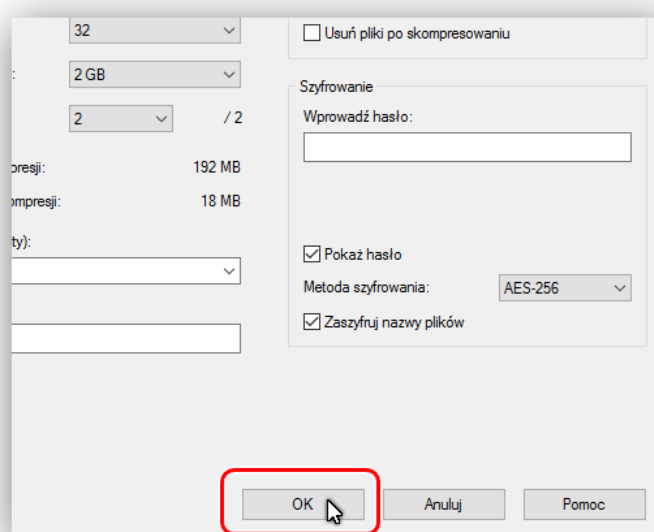 32
Usuń pliki po skompresowaniu
: 2 GB
Szyfrowanie
2 / 2
Wprowadź hasło:
presji: 192 MB
ompresji: 18 MB
ty):
Pokaż hasło
Metoda szyfrowania: AES-256
Zaszyfruj nazwy plików
OK Anuluj Pomoc